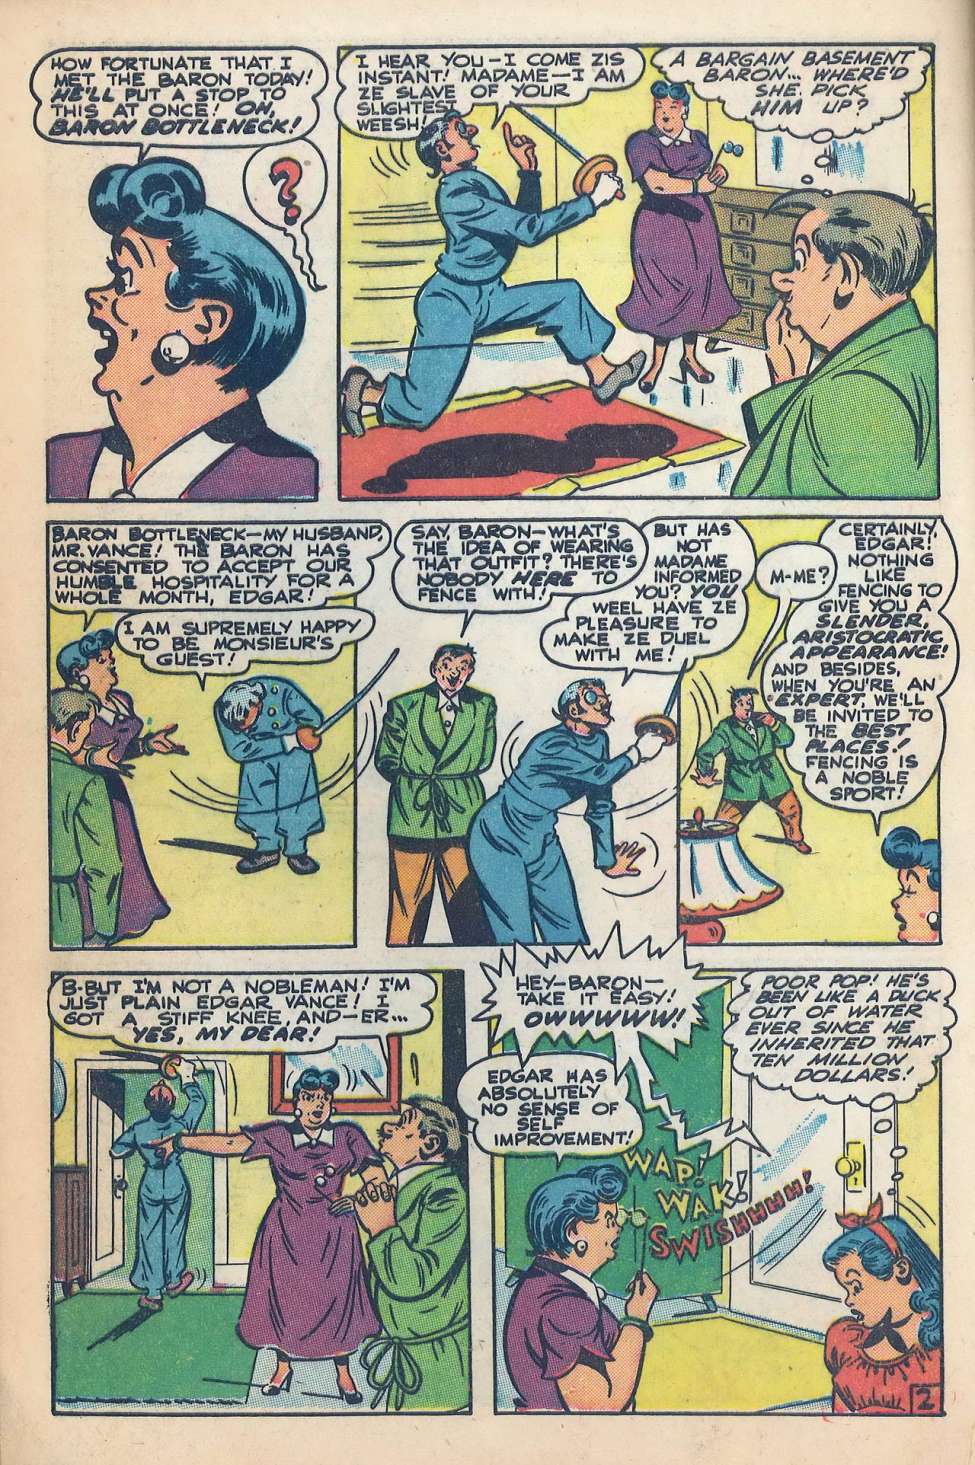 HOW FORTUNATE THAT I
MET THE BARON TODAY!
HE'LL PUT A STOP TO
THIS AT ONCE! OH,
BARON BOTTLENECK!
?
I HEAR YOU-I COME ZIS
INSTANT! MADAME-I AM
ZE SLAVE OF YOUR
SLIGHTEST
WEESH!
A BARGAIN BASEMENT
BARON... WHERE'D
SHE PICK
HIM UP?
BARON BOTTLENECK-MY HUSBAND,
MR. VANCE! THE BARON HAS
CONSENTED TO ACCEPT OUR
HUMBLE HOSPITALITY FOR A
WHOLE MONTH, EDGAR!
I AM SUPREMELY HAPPY
TO BE MONSIEUR'S
GUEST!
SAY, BARON-WHAT'S
THE IDEA OF WEARING
THAT OUTFIT? THERE'S
NOBODY HERE TO
FENCE WITH!
BUT HAS
NOT
MADAME
INFORMED
YOU? YOU
WEEL HAVE ZE
PLEASURE TO
MAKE ZE DUEL
WITH ME!
M-ME?
CERTAINLY,
EDGAR!
NOTHING
LIKE
FENCING TO
GIVE YOU A
SLENDER,
ARISTOCRATIC
APPEARANCE!
AND BESIDES,
WHEN YOU'RE AN
EXPERT, WE'LL
BE INVITED TO
THE BEST
PLACES!
FENCING IS
A NOBLE
SPORT!
B-BUT I'M NOT A NOBLEMAN! I'M
JUST PLAIN EDGAR VANCE! I
GOT A STIFF KNEE, AND-ER...
YES, MY DEAR!
HEY-BARON-
TAKE IT EASY!
OWWWWW!
EDGAR HAS
ABSOLUTELY
NO SENSE OF
SELF
IMPROVEMENT!
WAP!
WAK!
SWISHHHH!
POOR POP! HE'S
BEEN LIKE A DUCK
OUT OF WATER
EVER SINCE HE
INHERITED THAT
TEN MILLION
DOLLARS!
2